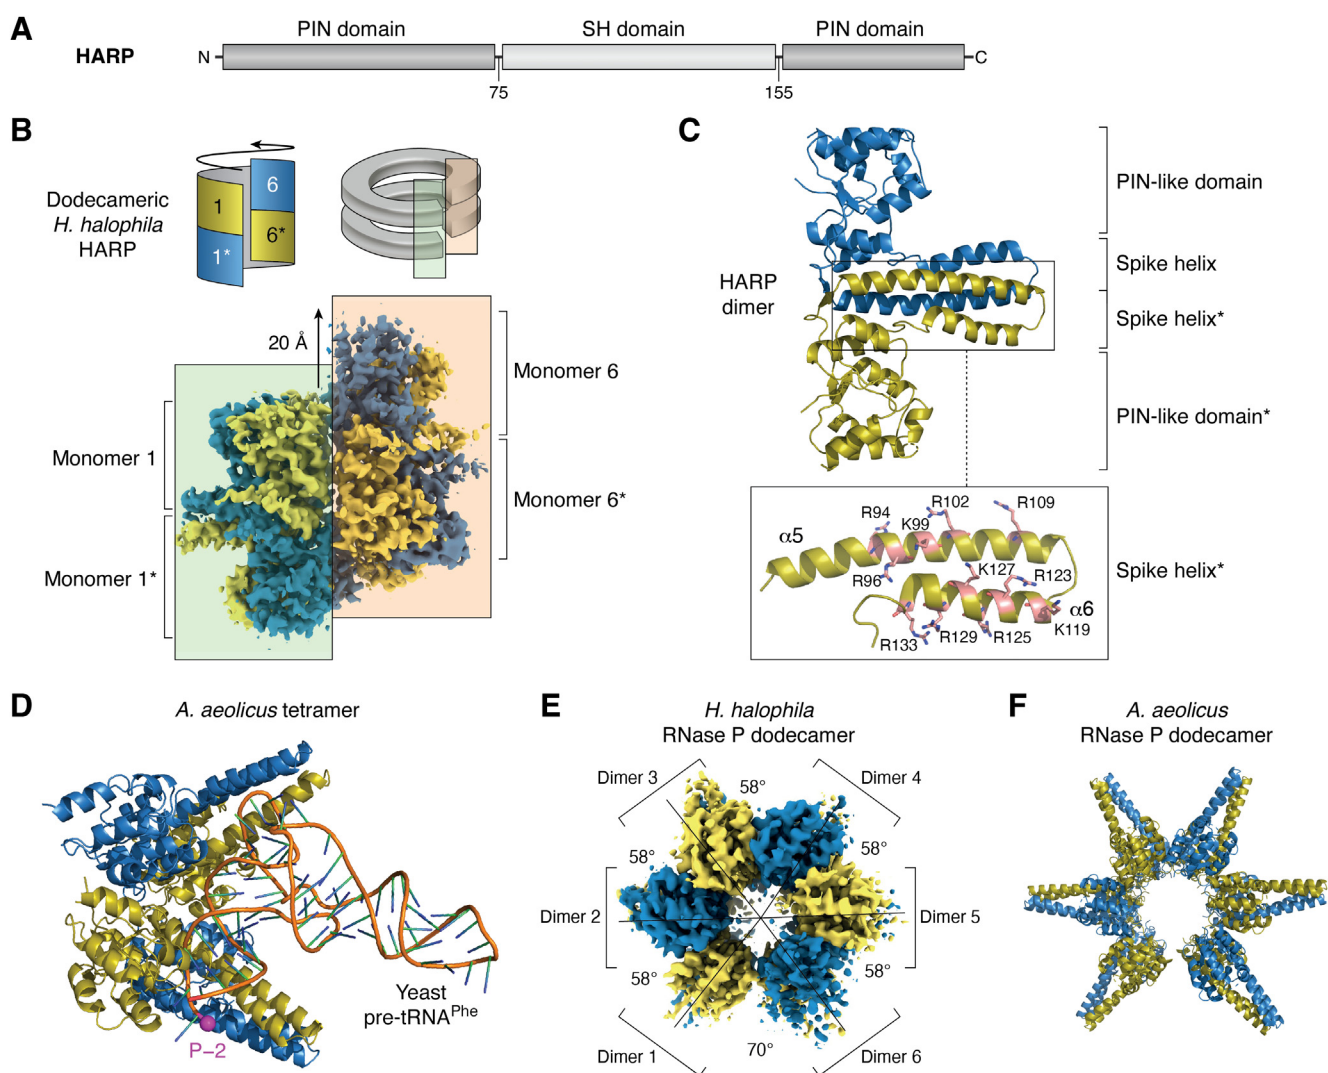 A
HARP
N
PIN domain
SH domain
PIN domain
C
75
155
B
Dodecameric
H. halophila
HARP
1
1*
6
6*
20 Å
Monomer 1
Monomer 1*
Monomer 6
Monomer 6*
C
HARP
dimer
PIN-like domain
Spike helix
Spike helix*
PIN-like domain*
α5
R94
K99
R102
R109
R96
K127
R123
α6
R133
R129
R125
K119
Spike helix*
D
A. aeolicus tetramer
Yeast
pre-tRNAPhe
P–2
E
H. halophila
RNase P dodecamer
Dimer 3
58°
Dimer 4
58°
58°
Dimer 2
Dimer 5
58°
58°
Dimer 1
70°
Dimer 6
F
A. aeolicus
RNase P dodecamer